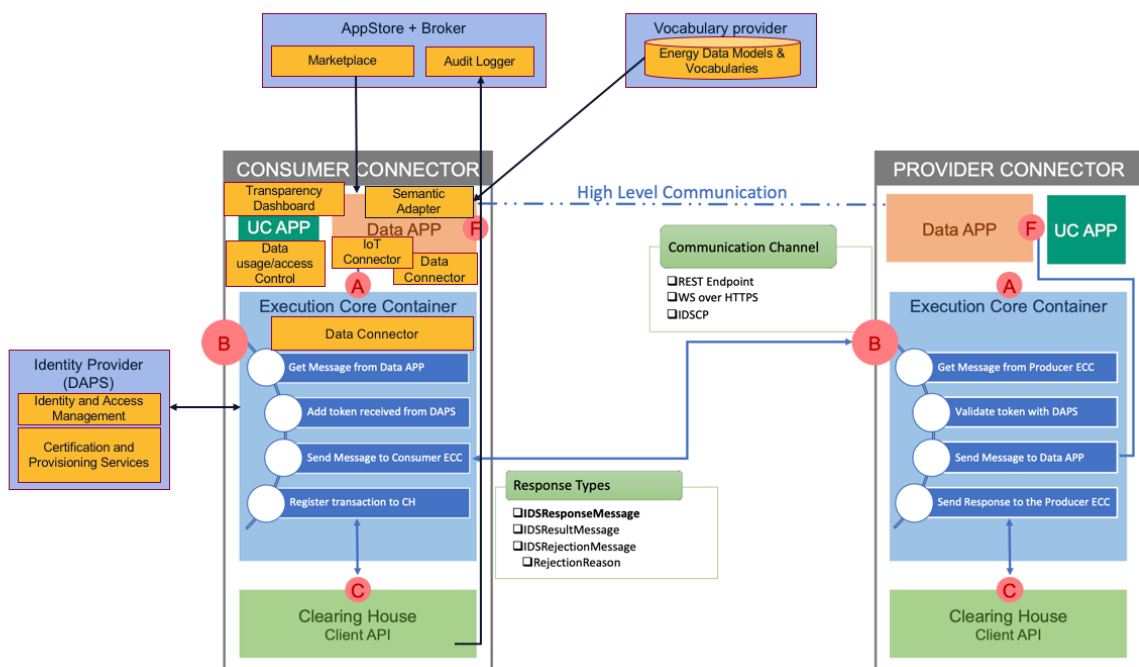 AppStore + Broker
Marketplace
Audit Logger
Vocabulary provider
Energy Data Models &
Vocabularies
CONSUMER CONNECTOR
Transparency
Dashboard
Semantic
Adapter
UC APP
Data APP
F
Data
usage/access
Control
IoT
Connector
Data
Connector
A
Execution Core Container
Data Connector
B
Get Message from Data APP
Add token received from DAPS
Send Message to Consumer ECC
Register transaction to CH
C
Clearing House
Client API
Identity Provider
(DAPS)
Identity and Access
Management
Certification and
Provisioning Services
High Level Communication
Communication Channel
❑REST Endpoint
❑WS over HTTPS
❑IDSCP
Response Types
❑IDSResponseMessage
❑IDSResultMessage
❑IDSRejectionMessage
❑RejectionReason
PROVIDER CONNECTOR
Data APP
F
UC APP
A
Execution Core Container
B
Get Message from Producer ECC
Validate token with DAPS
Send Message to Data APP
Send Response to the Producer ECC
C
Clearing House
Client API